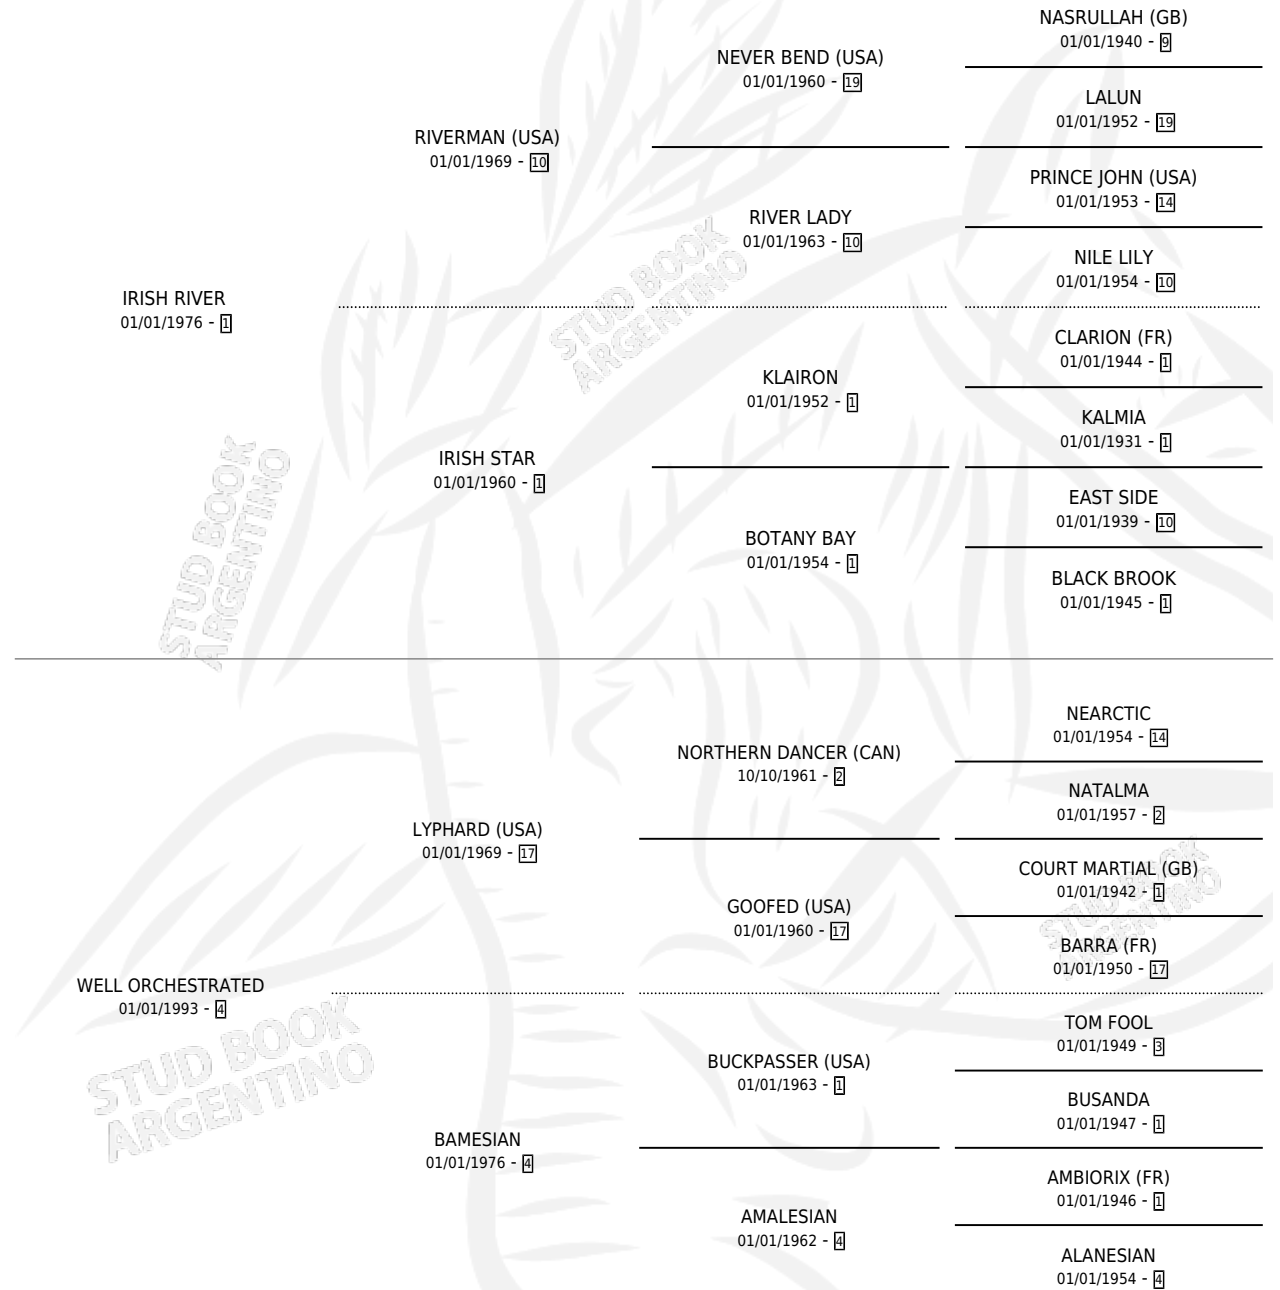 NASRULLAH (GB)
01/01/1940 - 9
NEVER BEND (USA)
01/01/1960 - 19
LALUN
01/01/1952 - 19
RIVERMAN (USA)
01/01/1969 - 10
PRINCE JOHN (USA)
01/01/1953 - 14
RIVER LADY
01/01/1963 - 10
NILE LILY
01/01/1954 - 10
IRISH RIVER
01/01/1976 - 1
CLARION (FR)
01/01/1944 - 1
KLAIRON
01/01/1952 - 1
KALMIA
01/01/1931 - 1
IRISH STAR
01/01/1960 - 1
EAST SIDE
01/01/1939 - 10
BOTANY BAY
01/01/1954 - 1
BLACK BROOK
01/01/1945 - 1
NEARCTIC
01/01/1954 - 14
NORTHERN DANCER (CAN)
10/10/1961 - 2
NATALMA
01/01/1957 - 2
LYPHARD (USA)
01/01/1969 - 17
COURT MARTIAL (GB)
01/01/1942 - 1
GOOFED (USA)
01/01/1960 - 17
BARRA (FR)
01/01/1950 - 17
WELL ORCHESTRATED
01/01/1993 - 4
TOM FOOL
01/01/1949 - 3
BUCKPASSER (USA)
01/01/1963 - 1
BUSANDA
01/01/1947 - 1
BAMESIAN
01/01/1976 - 4
AMBIORIX (FR)
01/01/1946 - 1
AMALESIAN
01/01/1962 - 4
ALANESIAN
01/01/1954 - 4
STUD BOOK
ARGENTINO
STUD BOOK
ARGENTINO
STUD BOOK
ARGENTINO
STUD BOOK
ARGENTINO